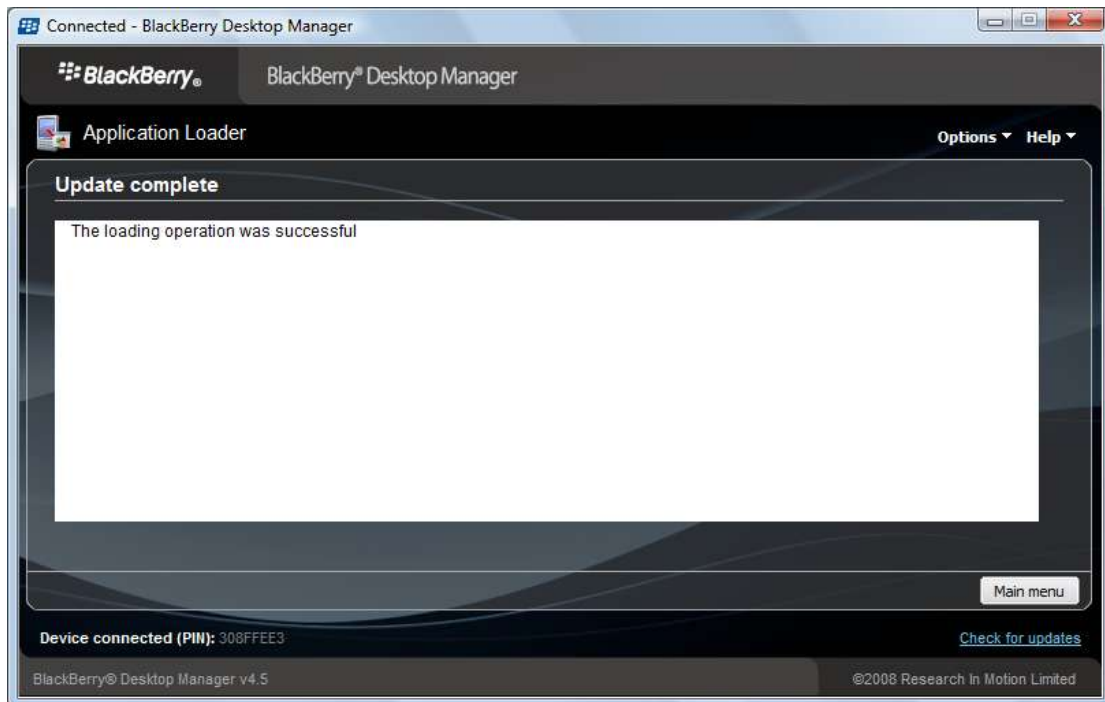 Connected - BlackBerry Desktop Manager
BlackBerry® BlackBerry® Desktop Manager
Application Loader Options Help
Update complete
The loading operation was successful
Main menu
Device connected (PIN): 308FFEE3 Check for updates
BlackBerry® Desktop Manager v4.5 ©2008 Research In Motion Limited